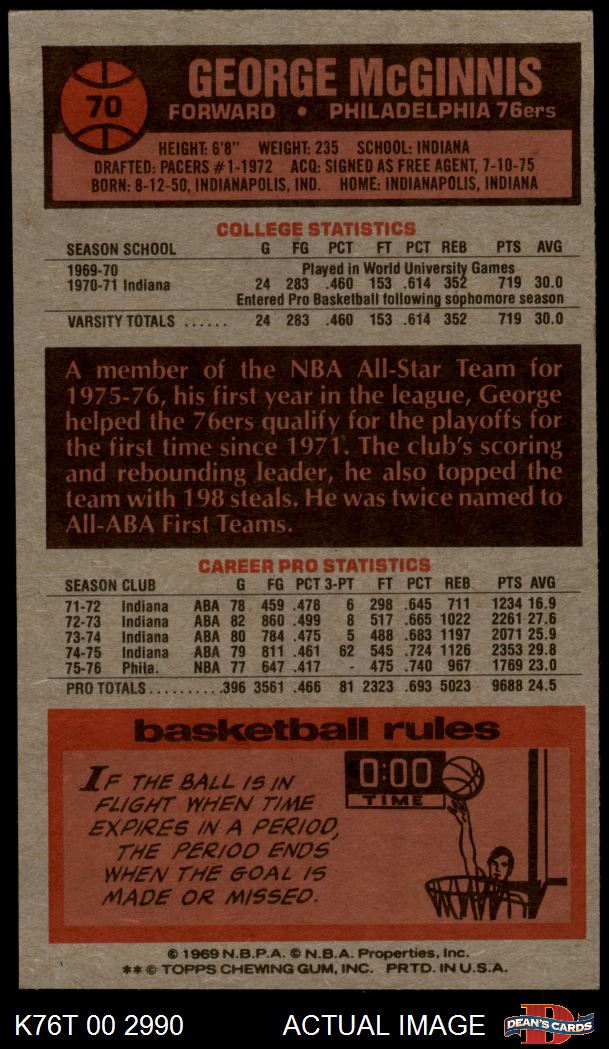 70
GEORGE McGINNIS
FORWARD • PHILADELPHIA 76ers
HEIGHT: 6'8" WEIGHT: 235 SCHOOL: INDIANA
DRAFTED: PACERS #1-1972 ACQ: SIGNED AS FREE AGENT, 7-10-75
BORN: 8-12-50, INDIANAPOLIS, IND. HOME: INDIANAPOLIS, INDIANA
COLLEGE STATISTICS
SEASON SCHOOL G FG PCT FT PCT REB PTS AVG
1969-70 Played in World University Games
1970-71 Indiana 24 283 .460 153 .614 352 719 30.0
Entered Pro Basketball following sophomore season
VARSITY TOTALS ...... 24 283 .460 153 .614 352 719 30.0
A member of the NBA All-Star Team for
1975-76, his first year in the league, George
helped the 76ers qualify for the playoffs for
the first time since 1971. The club's scoring
and rebounding leader, he also topped the
team with 198 steals. He was twice named to
All-ABA First Teams.
CAREER PRO STATISTICS
SEASON CLUB G FG PCT 3-PT FT PCT REB PTS AVG
71-72 Indiana ABA 78 459 .478 6 298 .645 711 1234 16.9
72-73 Indiana ABA 82 860 .499 8 517 .665 1022 2261 27.6
73-74 Indiana ABA 80 784 .475 5 488 .683 1197 2071 25.9
74-75 Indiana ABA 79 811 .461 62 545 .724 1126 2353 29.8
75-76 Phila. NBA 77 647 .417 - 475 .740 967 1769 23.0
PRO TOTALS.......... 396 3561 .466 81 2323 .693 5023 9688 24.5
basketball rules
IF THE BALL IS IN
FLIGHT WHEN TIME
EXPIRES IN A PERIOD,
THE PERIOD ENDS
WHEN THE GOAL IS
MADE OR MISSED.
0:00
TIME
© 1969 N.B.P.A. © N.B.A. Properties, Inc.
** © TOPPS CHEWING GUM, INC. PRTD. IN U.S.A.
K76T 00 2990 ACTUAL IMAGE
D
DEAN'S CARDS